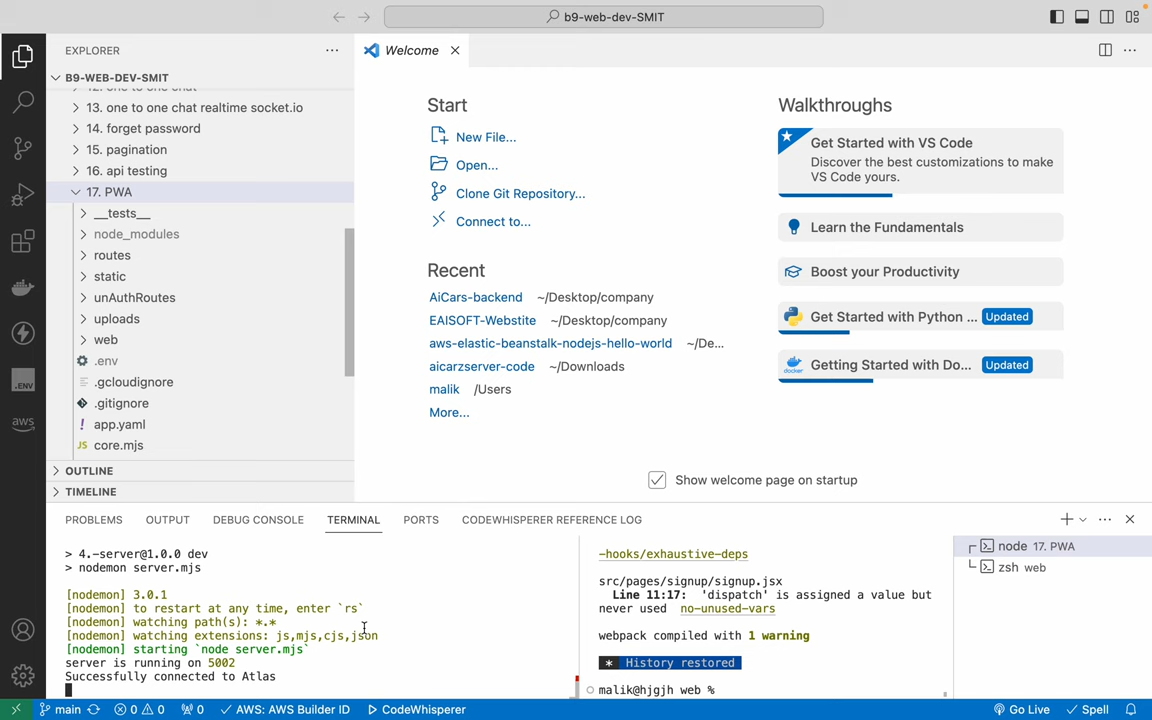 b9-web-dev-SMIT
EXPLORER
B9-WEB-DEV-SMIT
13. one to one chat realtime socket.io
14. forget password
15. pagination
16. api testing
17. PWA
__tests__
node_modules
routes
static
unAuthRoutes
uploads
web
.env
.gcloudignore
.gitignore
app.yaml
JS core.mjs
OUTLINE
TIMELINE
Welcome
Start
New File...
Open...
Clone Git Repository...
Connect to...
Recent
AiCars-backend ~/Desktop/company
EAISOFT-Webstite ~/Desktop/company
aws-elastic-beanstalk-nodejs-hello-world ~/De...
aicarzserver-code ~/Downloads
malik /Users
More...
Walkthroughs
Get Started with VS Code
Discover the best customizations to make
VS Code yours.
Learn the Fundamentals
Boost your Productivity
Get Started with Python ... Updated
Getting Started with Do... Updated
Show welcome page on startup
.ENV
aws
PROBLEMS OUTPUT DEBUG CONSOLE TERMINAL PORTS CODEWHISPERER REFERENCE LOG
> 4.-server@1.0.0 dev
> nodemon server.mjs
[nodemon] 3.0.1
[nodemon] to restart at any time, enter `rs`
[nodemon] watching path(s): *.*
[nodemon] watching extensions: js,mjs,cjs,json
[nodemon] starting `node server.mjs`
server is running on 5002
Successfully connected to Atlas
-hooks/exhaustive-deps
src/pages/signup/signup.jsx
Line 11:17: 'dispatch' is assigned a value but
never used no-unused-vars
webpack compiled with 1 warning
* History restored
malik@hjgjh web %
node 17. PWA
zsh web
main 0 0 0 AWS: AWS Builder ID CodeWhisperer Go Live Spell